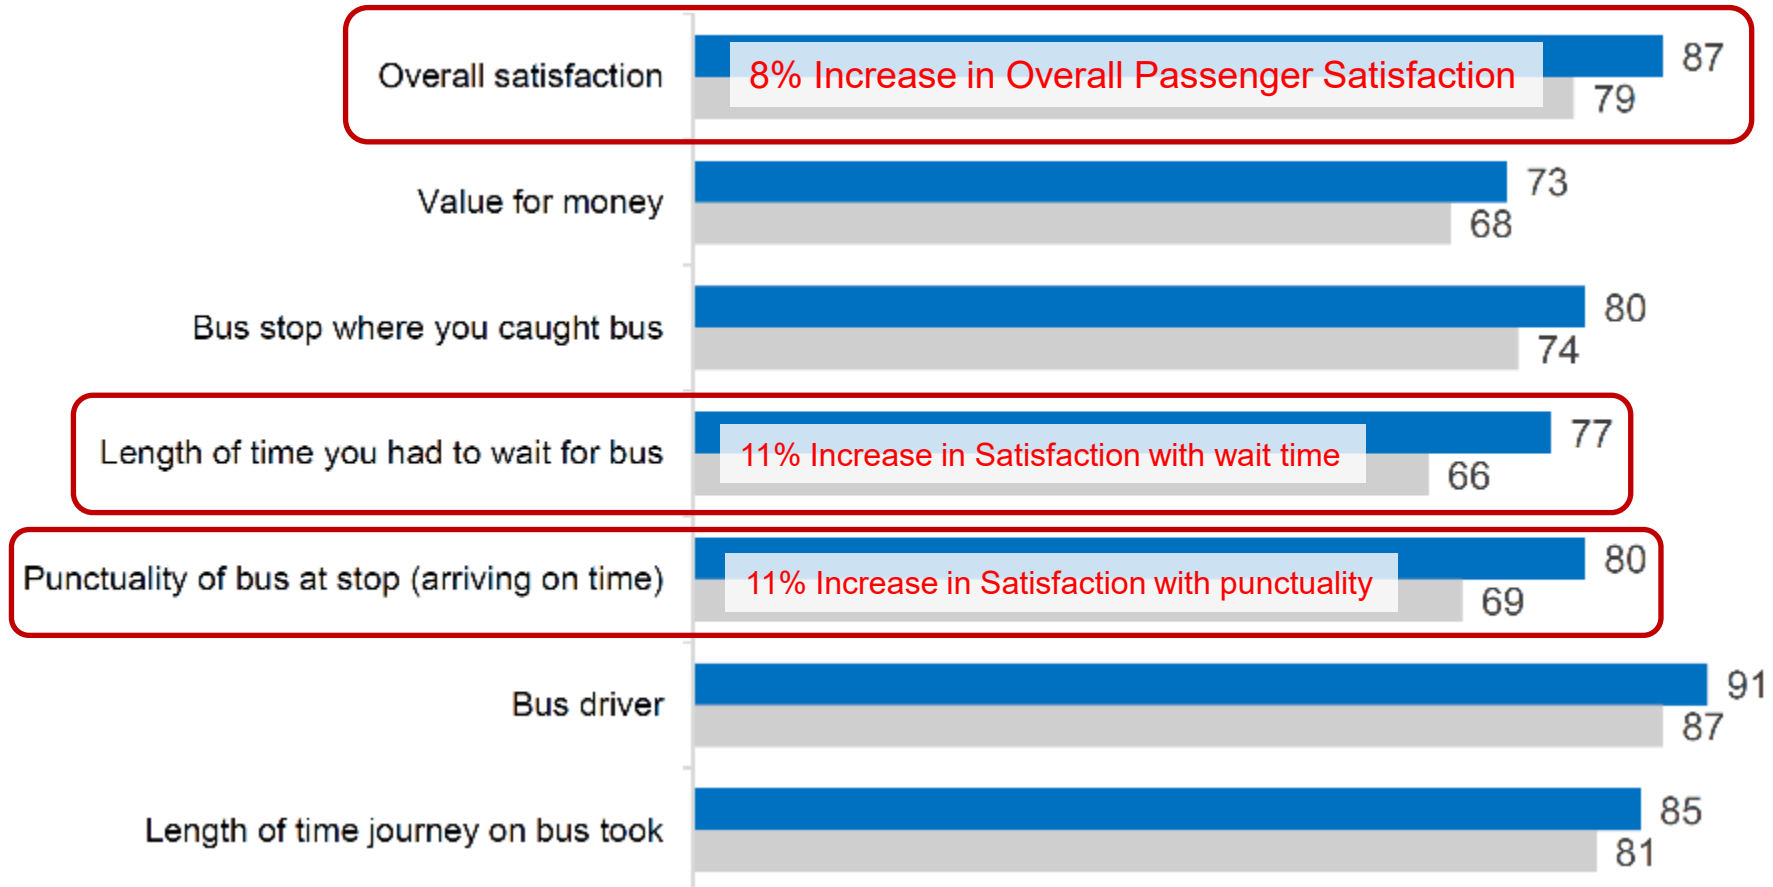 Overall satisfaction
8% Increase in Overall Passenger Satisfaction
87
79
Value for money
73
68
Bus stop where you caught bus
80
74
Length of time you had to wait for bus
11% Increase in Satisfaction with wait time
77
66
Punctuality of bus at stop (arriving on time)
11% Increase in Satisfaction with punctuality
80
69
Bus driver
91
87
Length of time journey on bus took
85
81